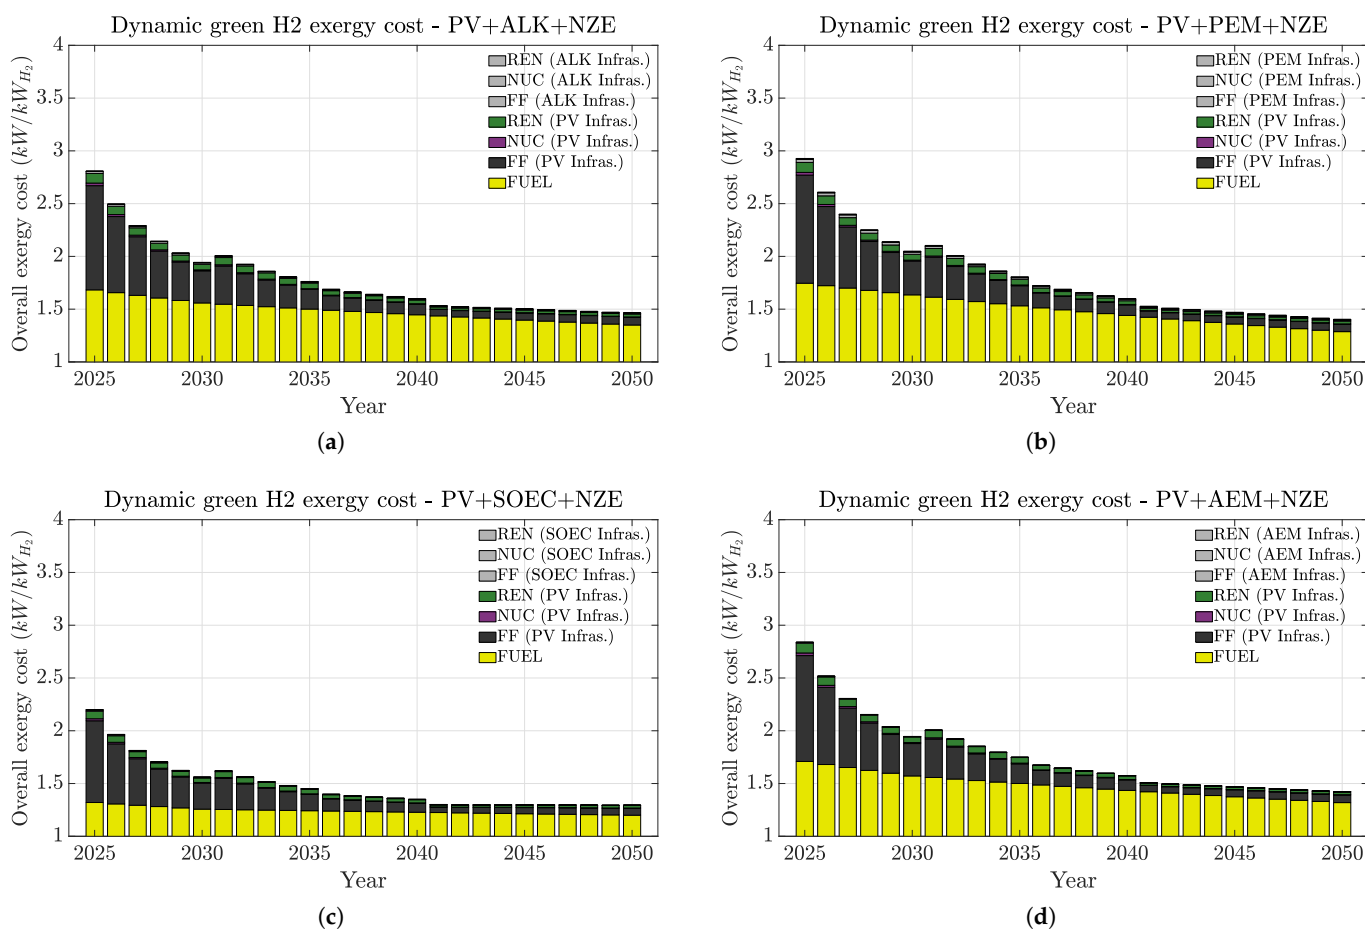 Dynamic green H2 exergy cost - PV+ALK+NZE
Overall exergy cost (kW/kW_{H_2})
4
3.5
3
2.5
2
1.5
1
REN (ALK Infras.)
NUC (ALK Infras.)
FF (ALK Infras.)
REN (PV Infras.)
NUC (PV Infras.)
FF (PV Infras.)
FUEL
2025 2030 2035 2040 2045 2050
Year
(a)
Dynamic green H2 exergy cost - PV+PEM+NZE
Overall exergy cost (kW/kW_{H_2})
4
3.5
3
2.5
2
1.5
1
REN (PEM Infras.)
NUC (PEM Infras.)
FF (PEM Infras.)
REN (PV Infras.)
NUC (PV Infras.)
FF (PV Infras.)
FUEL
2025 2030 2035 2040 2045 2050
Year
(b)
Dynamic green H2 exergy cost - PV+SOEC+NZE
Overall exergy cost (kW/kW_{H_2})
4
3.5
3
2.5
2
1.5
1
REN (SOEC Infras.)
NUC (SOEC Infras.)
FF (SOEC Infras.)
REN (PV Infras.)
NUC (PV Infras.)
FF (PV Infras.)
FUEL
2025 2030 2035 2040 2045 2050
Year
(c)
Dynamic green H2 exergy cost - PV+AEM+NZE
Overall exergy cost (kW/kW_{H_2})
4
3.5
3
2.5
2
1.5
1
REN (AEM Infras.)
NUC (AEM Infras.)
FF (AEM Infras.)
REN (PV Infras.)
NUC (PV Infras.)
FF (PV Infras.)
FUEL
2025 2030 2035 2040 2045 2050
Year
(d)